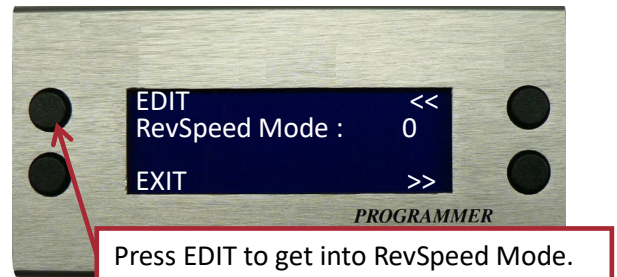 EDIT <<
RevSpeed Mode : 0
EXIT >>
PROGRAMMER
Press EDIT to get into RevSpeed Mode.